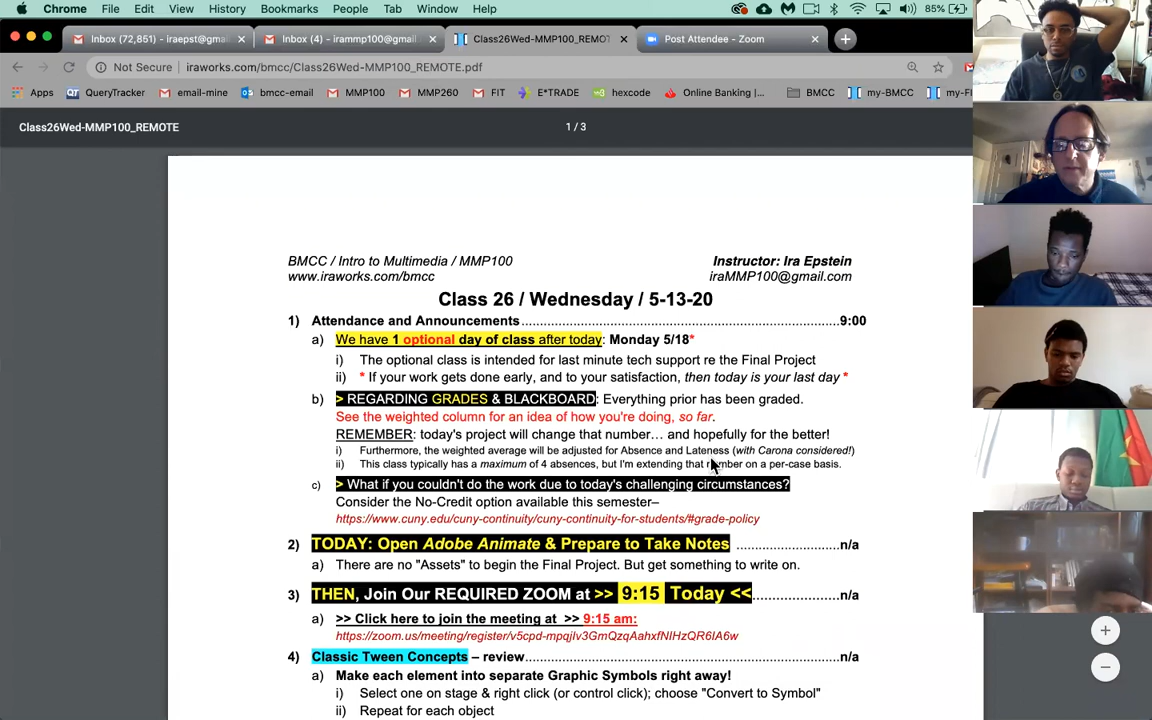 Chrome File Edit View History Bookmarks People Tab Window Help 85%
Inbox (72,851) - iraepst@gmai
Inbox (4) - irammp100@gmail
Class26Wed-MMP100_REMOT
Post Attendee - Zoom
Not Secure iraworks.com/bmcc/Class26Wed-MMP100_REMOTE.pdf
Apps QueryTracker email-mine bmcc-email MMP100 MMP260 FIT E*TRADE hexcode Online Banking |... BMCC my-BMCC
Class26Wed-MMP100_REMOTE 1 / 3
BMCC / Intro to Multimedia / MMP100 Instructor: Ira Epstein
www.iraworks.com/bmcc iraMMP100@gmail.com
Class 26 / Wednesday / 5-13-20
1) Attendance and Announcements 9:00
a) We have 1 optional day of class after today: Monday 5/18*
i) The optional class is intended for last minute tech support re the Final Project
ii) * If your work gets done early, and to your satisfaction, then today is your last day *
b) > REGARDING GRADES & BLACKBOARD: Everything prior has been graded.
See the weighted column for an idea of how you're doing, so far.
REMEMBER: today's project will change that number... and hopefully for the better!
i) Furthermore, the weighted average will be adjusted for Absence and Lateness (with Carona considered!)
ii) This class typically has a maximum of 4 absences, but I'm extending that number on a per-case basis.
c) > What if you couldn't do the work due to today's challenging circumstances?
Consider the No-Credit option available this semester–
https://www.cuny.edu/cuny-continuity/cuny-continuity-for-students/#grade-policy
2) TODAY: Open Adobe Animate & Prepare to Take Notes n/a
a) There are no "Assets" to begin the Final Project. But get something to write on.
3) THEN, Join Our REQUIRED ZOOM at >> 9:15 Today << n/a
a) >> Click here to join the meeting at >> 9:15 am:
https://zoom.us/meeting/register/v5cpd-mpqjIv3GmQzqAahxfNIHzQR6IA6w
4) Classic Tween Concepts – review n/a
a) Make each element into separate Graphic Symbols right away!
i) Select one on stage & right click (or control click); choose "Convert to Symbol"
ii) Repeat for each object